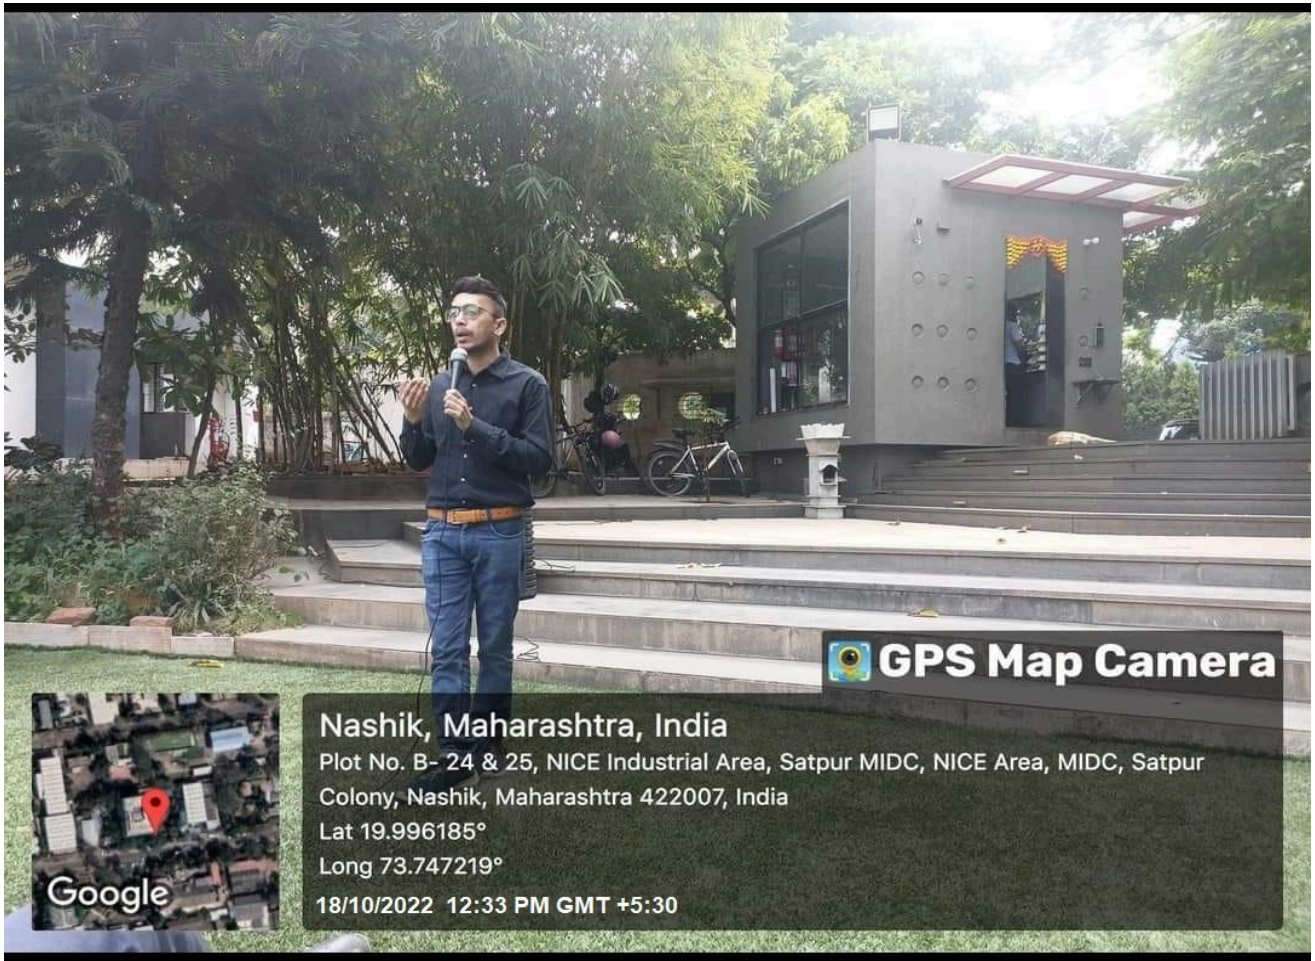 GPS Map Camera
Nashik, Maharashtra, India
Plot No. B- 24 & 25, NICE Industrial Area, Satpur MIDC, NICE Area, MIDC, Satpur
Colony, Nashik, Maharashtra 422007, India
Lat 19.996185°
Long 73.747219°
18/10/2022 12:33 PM GMT +5:30
Google